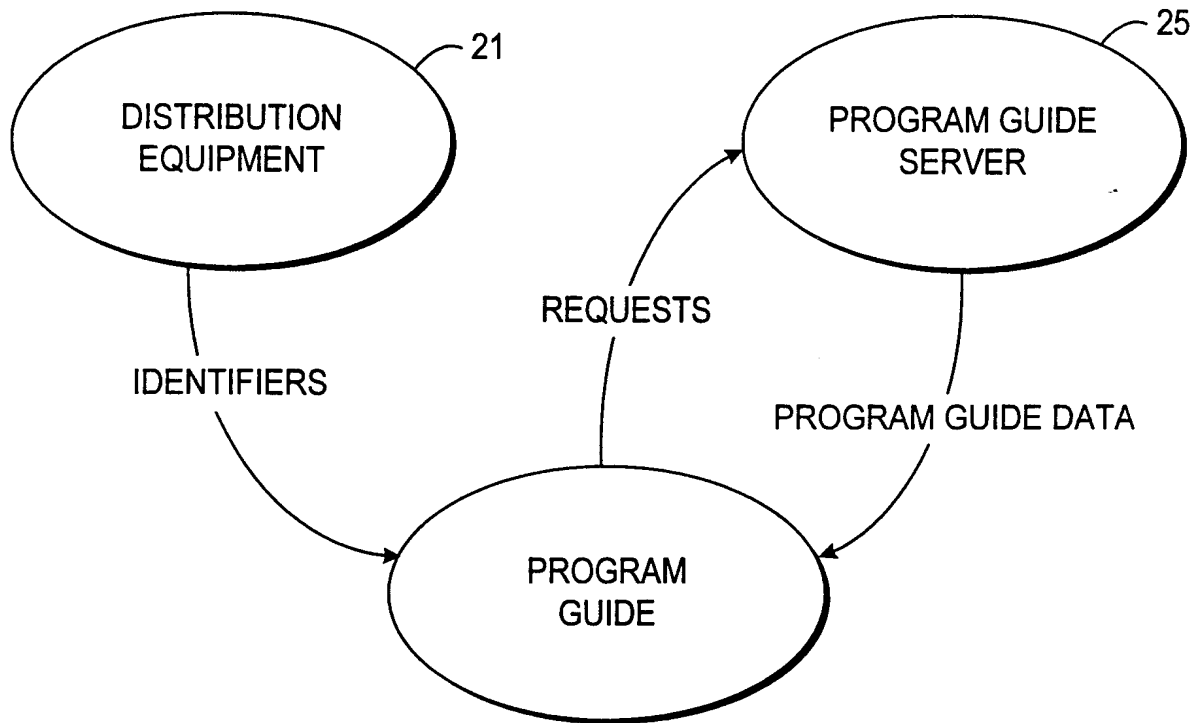 21
DISTRIBUTION
EQUIPMENT
25
PROGRAM GUIDE
SERVER
REQUESTS
IDENTIFIERS
PROGRAM GUIDE DATA
PROGRAM
GUIDE